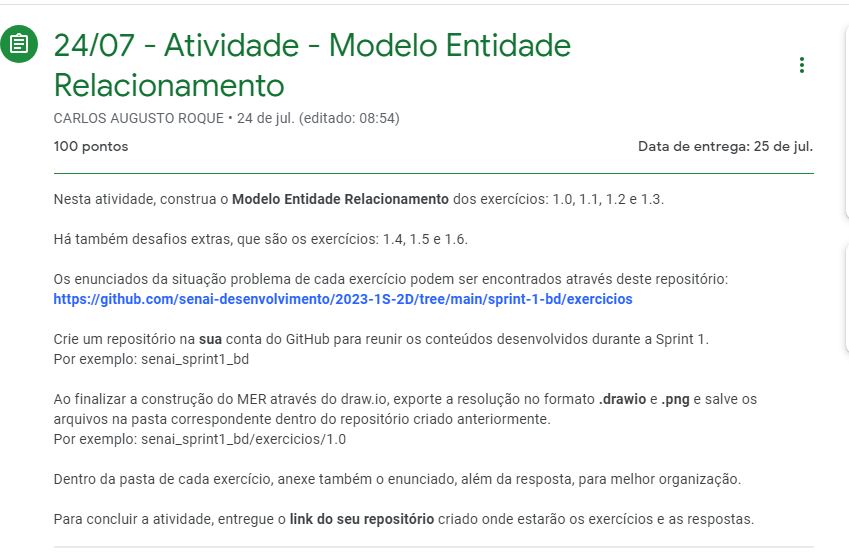 24/07 - Atividade - Modelo Entidade
Relacionamento
CARLOS AUGUSTO ROQUE • 24 de jul. (editado: 08:54)
100 pontos
Data de entrega: 25 de jul.
Nesta atividade, construa o Modelo Entidade Relacionamento dos exercícios: 1.0, 1.1, 1.2 e 1.3.
Há também desafios extras, que são os exercícios: 1.4, 1.5 e 1.6.
Os enunciados da situação problema de cada exercício podem ser encontrados através deste repositório:
https://github.com/senai-desenvolvimento/2023-1S-2D/tree/main/sprint-1-bd/exercicios
Crie um repositório na sua conta do GitHub para reunir os conteúdos desenvolvidos durante a Sprint 1.
Por exemplo: senai_sprint1_bd
Ao finalizar a construção do MER através do draw.io, exporte a resolução no formato .drawio e .png e salve os
arquivos na pasta correspondente dentro do repositório criado anteriormente.
Por exemplo: senai_sprint1_bd/exercicios/1.0
Dentro da pasta de cada exercício, anexe também o enunciado, além da resposta, para melhor organização.
Para concluir a atividade, entregue o link do seu repositório criado onde estarão os exercícios e as respostas.